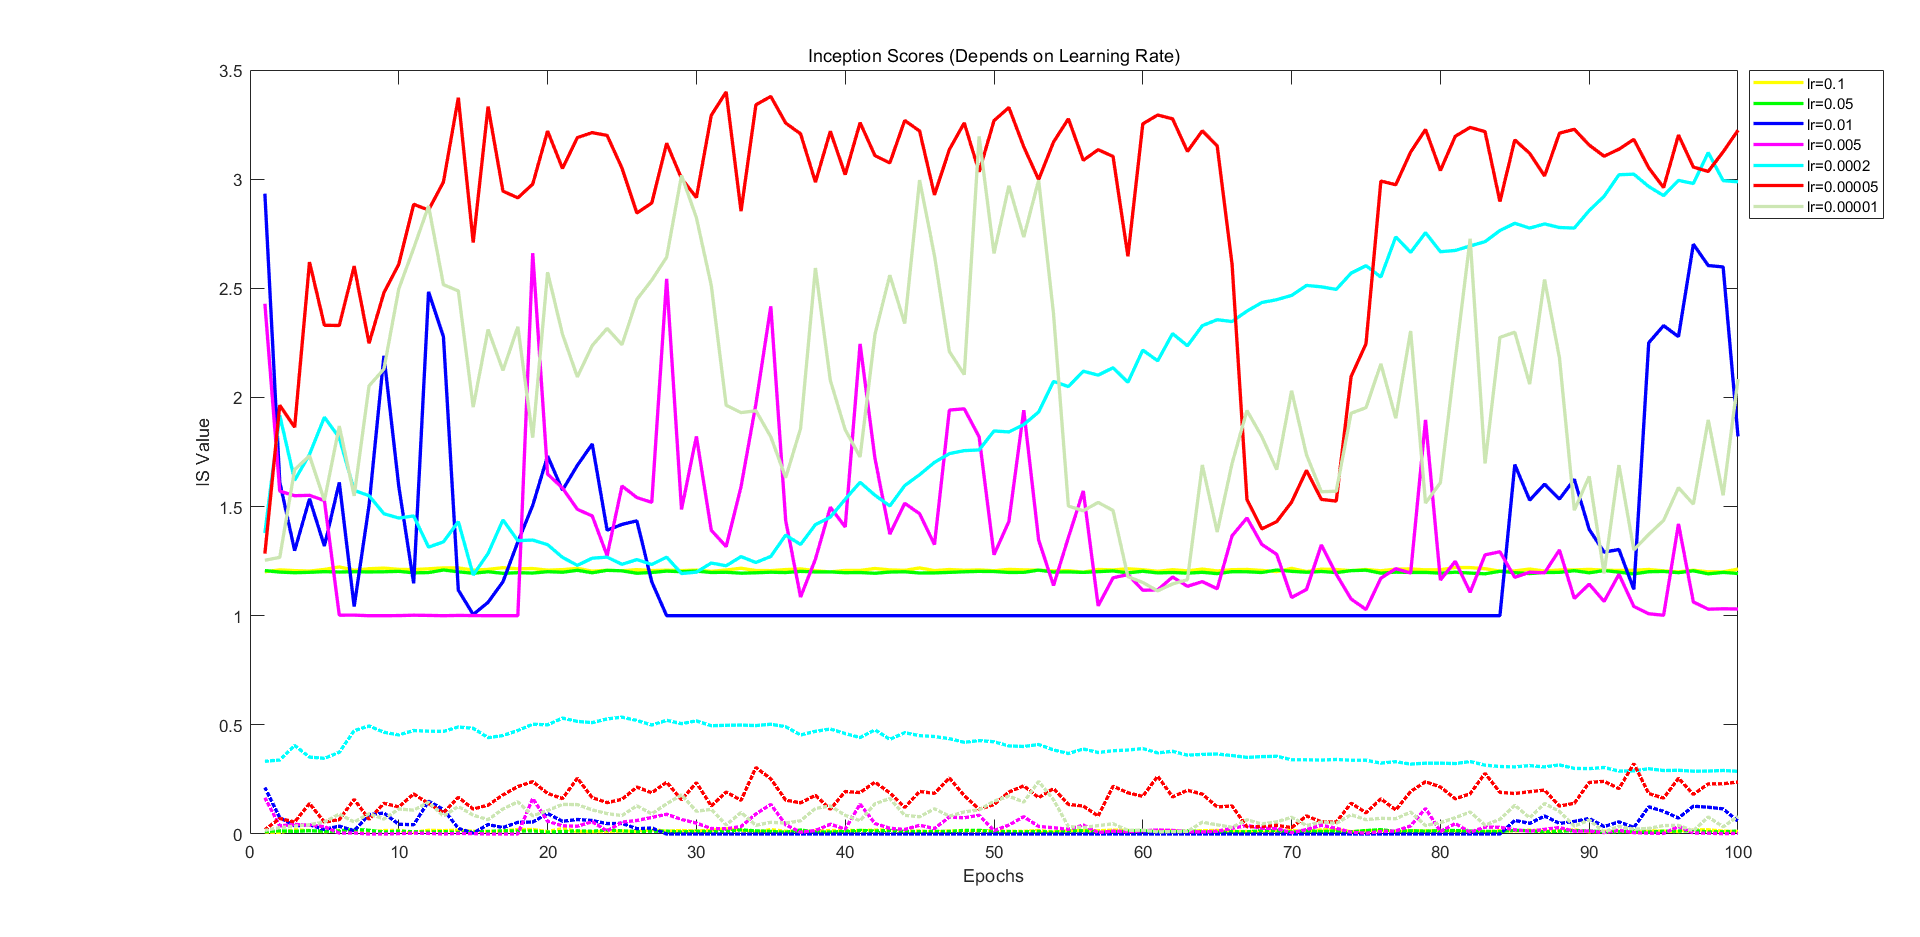 Inception Scores (Depends on Learning Rate)
3.5
3
2.5
2
1.5
1
0.5
0
IS Value
0 10 20 30 40 50 60 70 80 90 100
Epochs
lr=0.1
lr=0.05
lr=0.01
lr=0.005
lr=0.0002
lr=0.00005
lr=0.00001